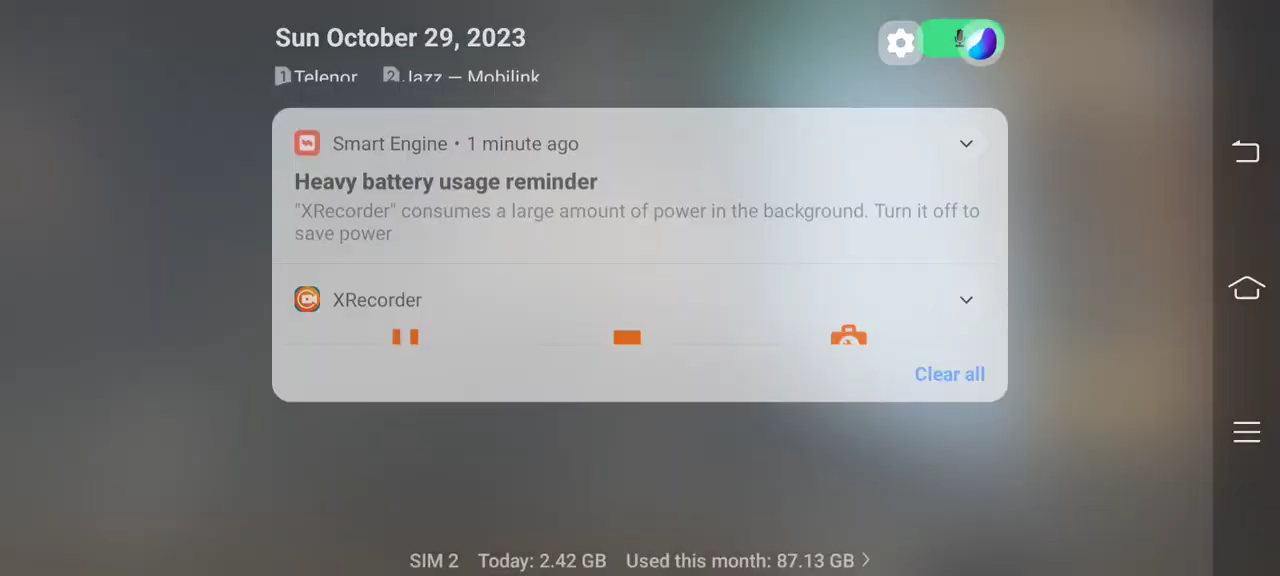 Sun October 29, 2023
1 Telenor 2 Jazz — Mobilink
Smart Engine • 1 minute ago
Heavy battery usage reminder
"XRecorder" consumes a large amount of power in the background. Turn it off to
save power
XRecorder
Clear all
SIM 2 Today: 2.42 GB Used this month: 87.13 GB